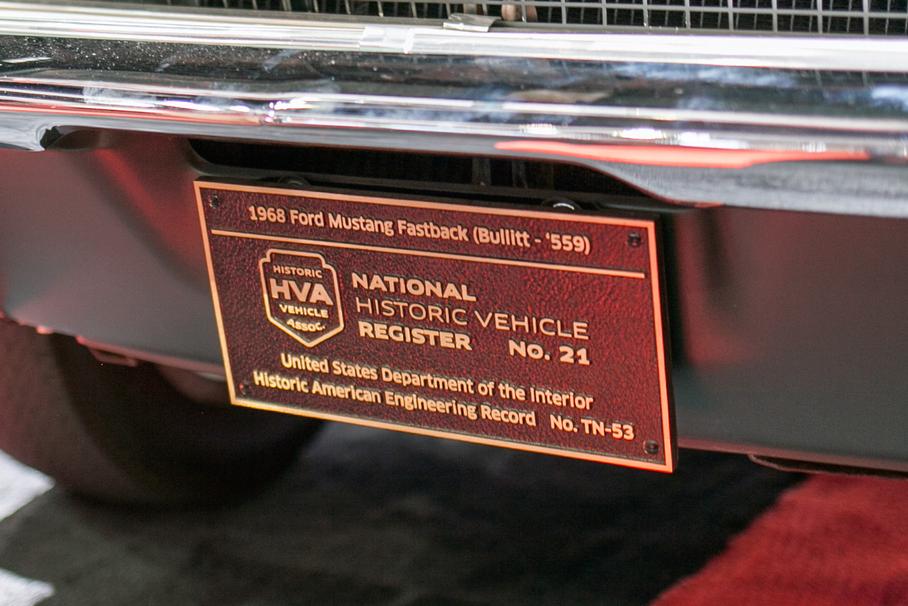 1968 Ford Mustang Fastback (Bullitt - '559)
HISTORIC
HVA
VEHICLE
Assoc.
NATIONAL
HISTORIC VEHICLE
REGISTER No. 21
United States Department of the Interior
Historic American Engineering Record No. TN-53